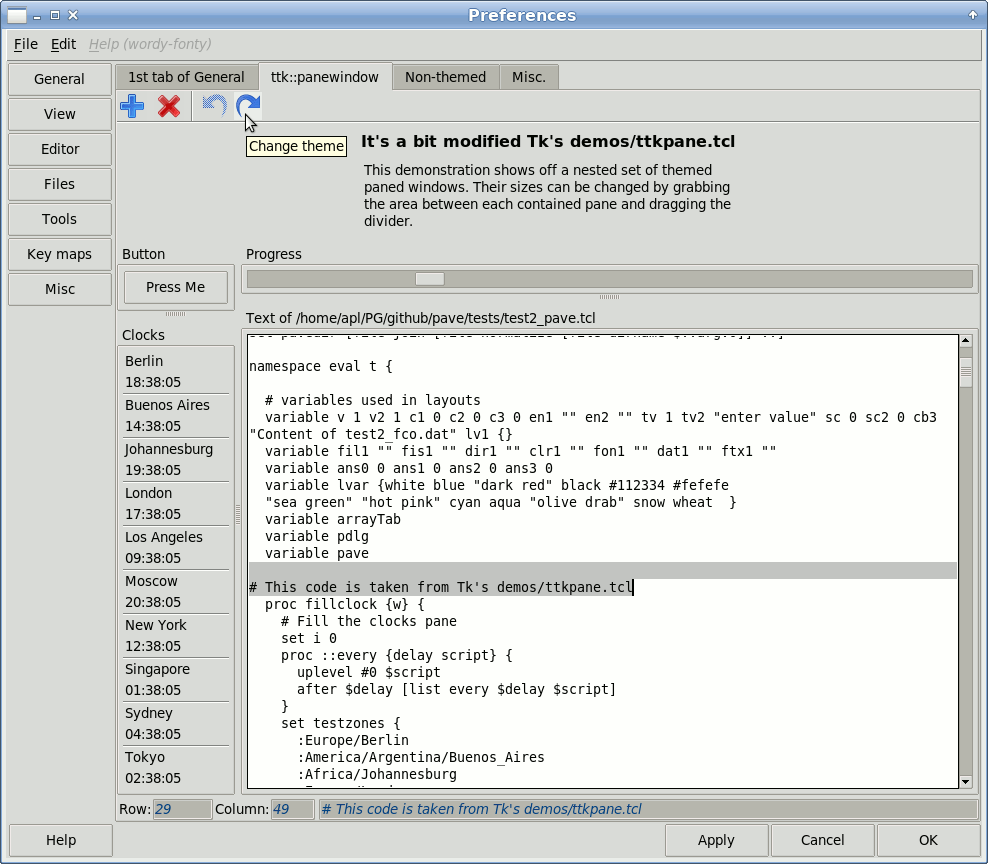 Preferences
File Edit Help (wordy-fonty)
General
View
Editor
Files
Tools
Key maps
Misc
1st tab of General ttk::panewindow Non-themed Misc.
Change theme
It's a bit modified Tk's demos/ttkpane.tcl
This demonstration shows off a nested set of themed
paned windows. Their sizes can be changed by grabbing
the area between each contained pane and dragging the
divider.
Button
Press Me
Progress
Clocks
Berlin
18:38:05
Buenos Aires
14:38:05
Johannesburg
19:38:05
London
17:38:05
Los Angeles
09:38:05
Moscow
20:38:05
New York
12:38:05
Singapore
01:38:05
Sydney
04:38:05
Tokyo
02:38:05
Text of /home/apl/PG/github/pave/tests/test2_pave.tcl
namespace eval t {
# variables used in layouts
variable v 1 v2 1 c1 0 c2 0 c3 0 en1 "" en2 "" tv 1 tv2 "enter value" sc 0 sc2 0 cb3
"Content of test2_fco.dat" lv1 {}
variable fil1 "" fis1 "" dir1 "" clr1 "" fon1 "" dat1 "" ftx1 ""
variable ans0 0 ans1 0 ans2 0 ans3 0
variable lvar {white blue "dark red" black #112334 #fefefe
"sea green" "hot pink" cyan aqua "olive drab" snow wheat  }
variable arrayTab
variable pdlg
variable pave
# This code is taken from Tk's demos/ttkpane.tcl
proc fillclock {w} {
# Fill the clocks pane
set i 0
proc ::every {delay script} {
uplevel #0 $script
after $delay [list every $delay $script]
}
set testzones {
:Europe/Berlin
:America/Argentina/Buenos_Aires
:Africa/Johannesburg
Row: 29 Column: 49 # This code is taken from Tk's demos/ttkpane.tcl
Help Apply Cancel OK